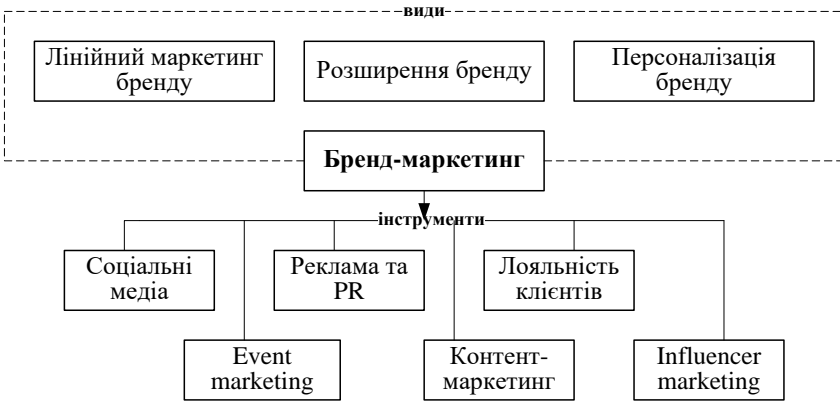 види
Лінійний маркетинг
бренду
Розширення бренду
Персоналізація
бренду
Бренд-маркетинг
інструменти
Соціальні
медіа
Реклама та
PR
Лояльність
клієнтів
Event
marketing
Контент-
маркетинг
Influencer
marketing